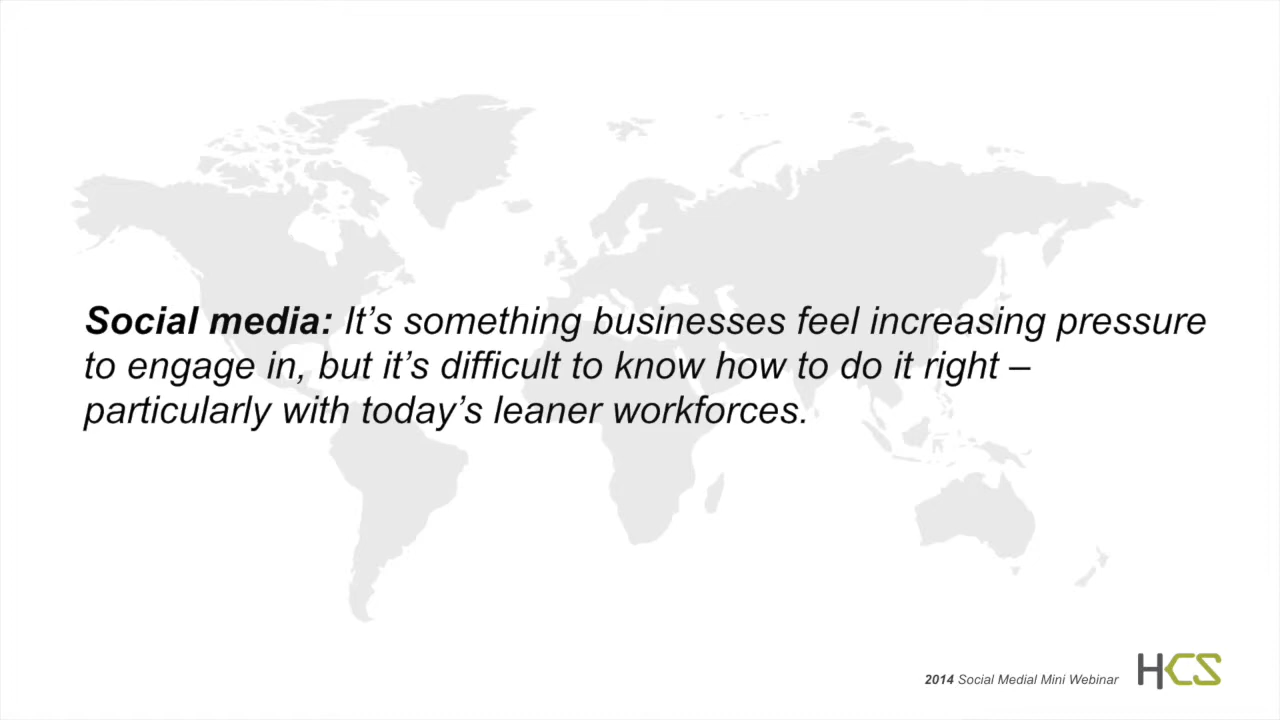 Social media: It’s something businesses feel increasing pressure
to engage in, but it’s difficult to know how to do it right –
particularly with today’s leaner workforces.
2014 Social Medial Mini Webinar
HCS